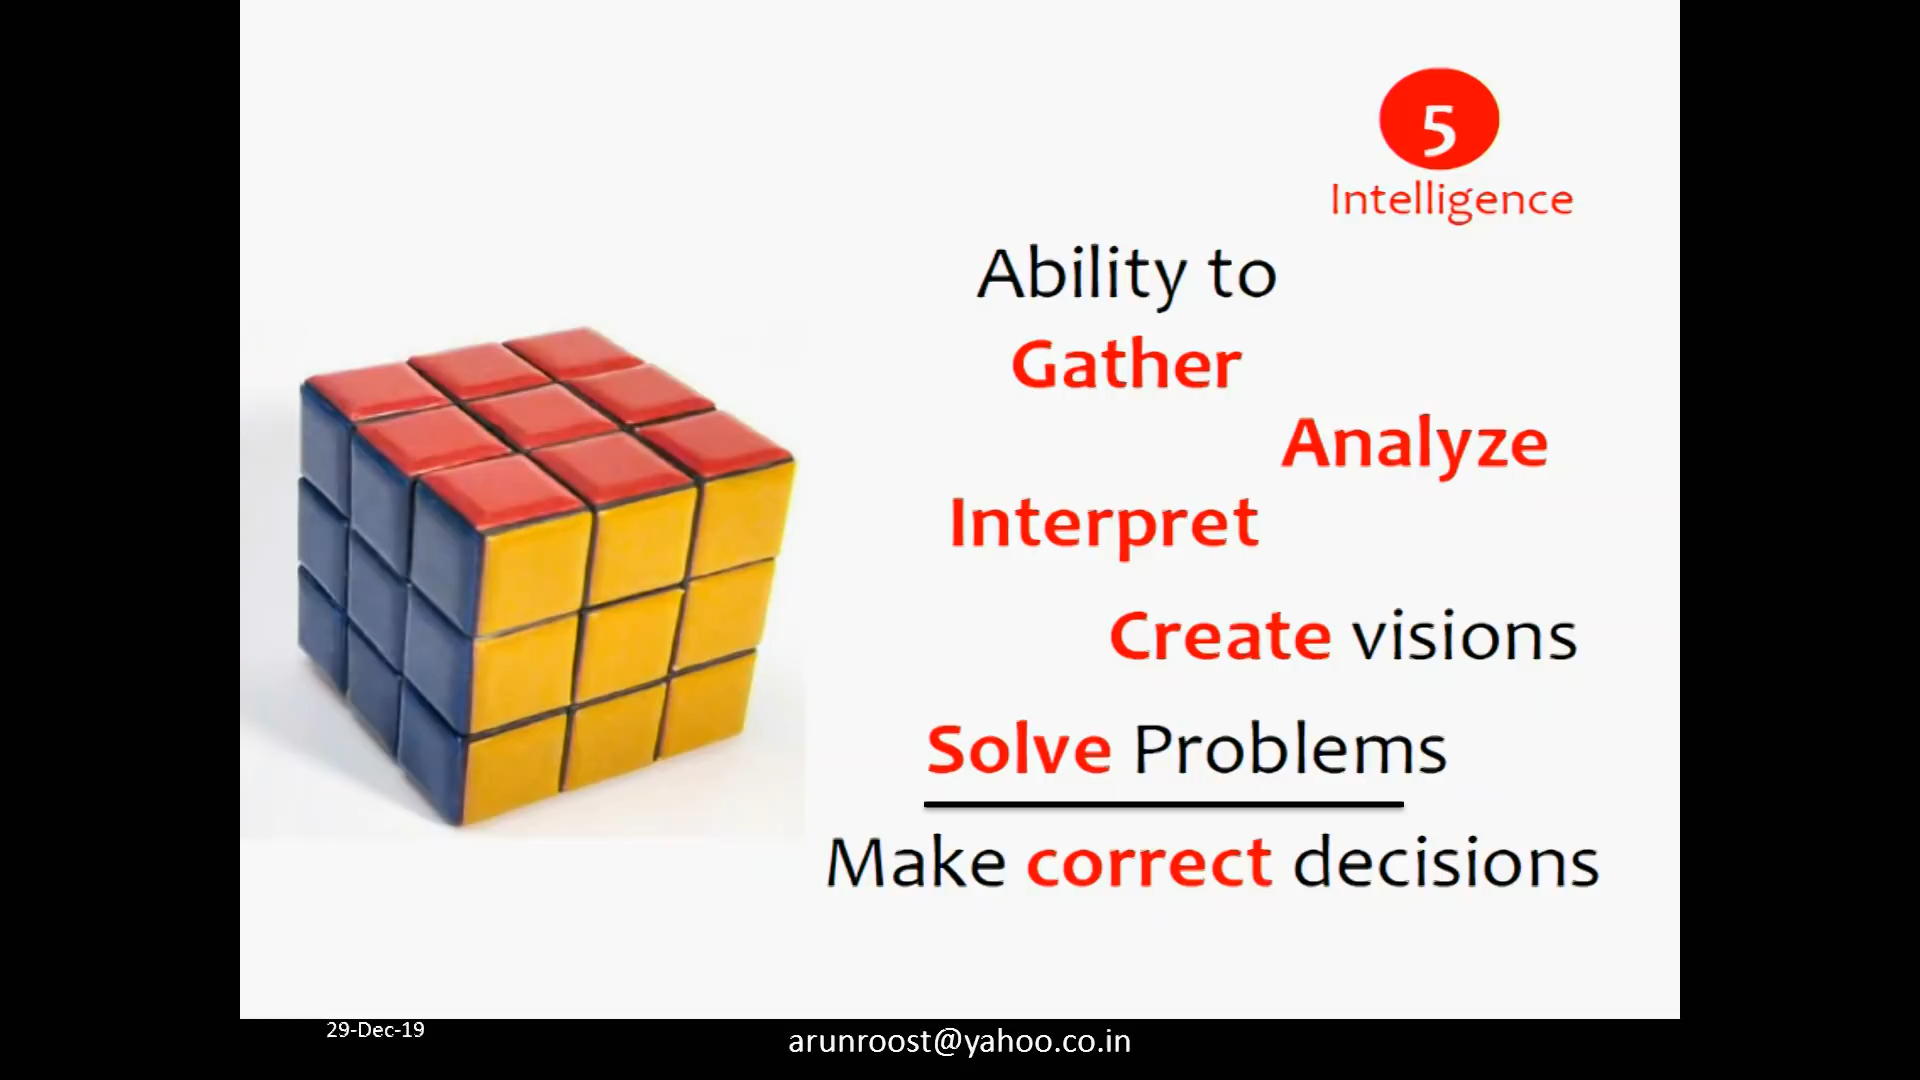 5
Intelligence
Ability to
Gather
Analyze
Interpret
Create visions
Solve Problems
Make correct decisions
29-Dec-19
arunroost@yahoo.co.in